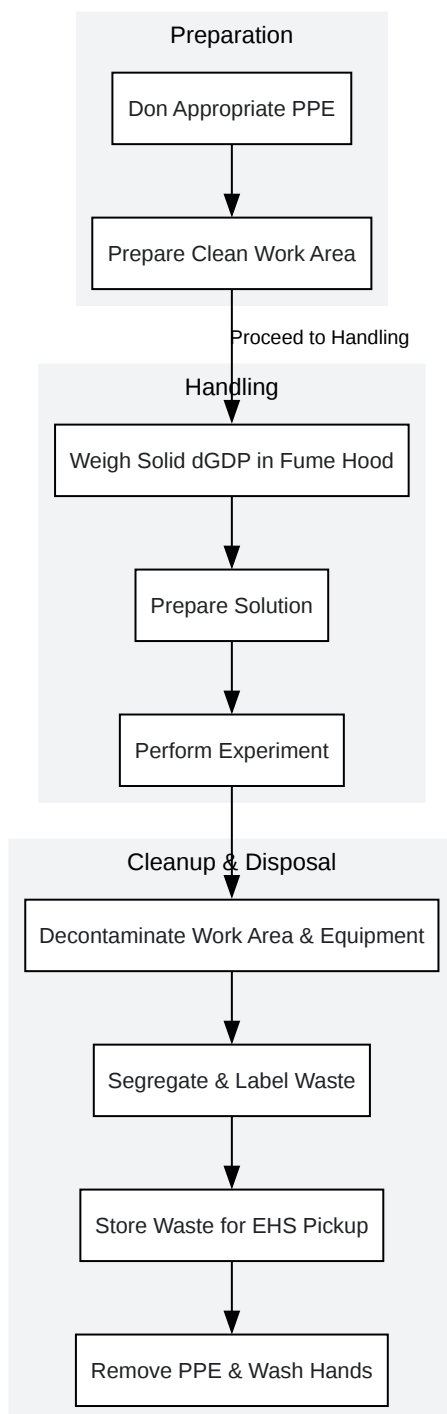 Preparation
Don Appropriate PPE
Prepare Clean Work Area
Proceed to Handling
Handling
Weigh Solid dGDP in Fume Hood
Prepare Solution
Perform Experiment
Cleanup & Disposal
Decontaminate Work Area & Equipment
Segregate & Label Waste
Store Waste for EHS Pickup
Remove PPE & Wash Hands